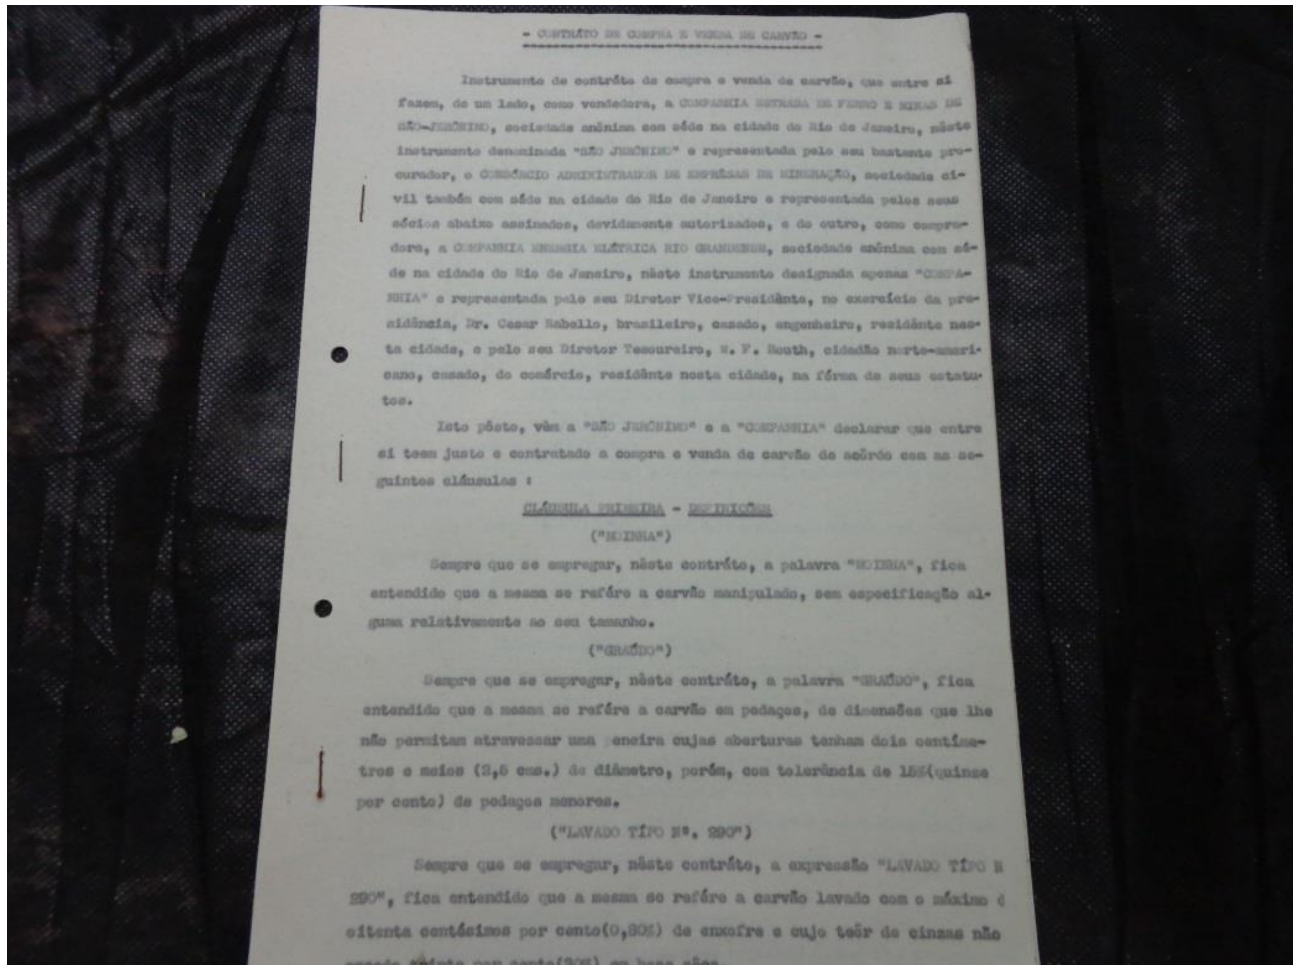 - CONTRÁTO DE COMPRA E VENDA DE CARVÃO -
Instrumento de contráto de compra e venda de carvão, que entre si
fazem, de um lado, como vendedora, a COMPANHIA ESTRADA DE FERRO E MINAS DE
SÃO-JERÔNIMO, sociedade anônima com séde na cidade do Rio de Janeiro, nêste
instrumento denominada "SÃO JERÔNIMO" e representada pelo seu bastante pro-
curador, o CONSÓRCIO ADMINISTRADOR DE EMPRÊSAS DE MINERAÇÃO, sociedade ci-
vil também com séde na cidade do Rio de Janeiro e representada pelos seus
sócios abaixo assinados, devidamente autorizados, e do outro, como compra-
dora, a COMPANHIA ENERGIA ELÉTRICA RIO GRANDENSE, sociedade anônima com sé-
de na cidade do Rio de Janeiro, nêste instrumento designada apenas "COMPA-
NHIA" e representada pelo seu Diretor Vice-Presidênte, no exercício da pre-
sidência, Dr. Cesar Rabello, brasileiro, casado, engenheiro, residênte nes-
ta cidade, e pelo seu Diretor Tesoureiro, W. F. Routh, cidadão norte-ameri-
cano, casado, do comércio, residênte nesta cidade, na fórma de seus estatu-
tos.
Isto pôsto, vêm a "SÃO JERÔNIMO" e a "COMPANHIA" declarar que entre
si teem justo e contratado a compra e venda de carvão de acôrdo com as se-
guintes cláusulas :
CLÁUSULA PRIMEIRA - DEFINIÇÕES
("MOINHA")
Sempre que se empregar, nêste contráto, a palavra "MOINHA", fica
entendido que a mesma se refére a carvão manipulado, sem especificação al-
guma relativamente ao seu tamanho.
("GRAÚDO")
Sempre que se empregar, nêste contráto, a palavra "GRAÚDO", fica
entendido que a mesma se refére a carvão em pedaços, de dimensões que lhe
não permitam atravessar uma peneira cujas aberturas tenham dois centíme-
tros e meios (2,5 cms.) de diâmetro, porém, com tolerância de 15%(quinze
por cento) de pedaços menores.
("LAVADO TÍPO Nº. 290")
Sempre que se empregar, nêste contráto, a expressão "LAVADO TÍPO N
290", fica entendido que a mesma se refére a carvão lavado com o máximo d
oitenta centésimos por cento(0,80%) de enxofre e cujo teôr de cinzas não